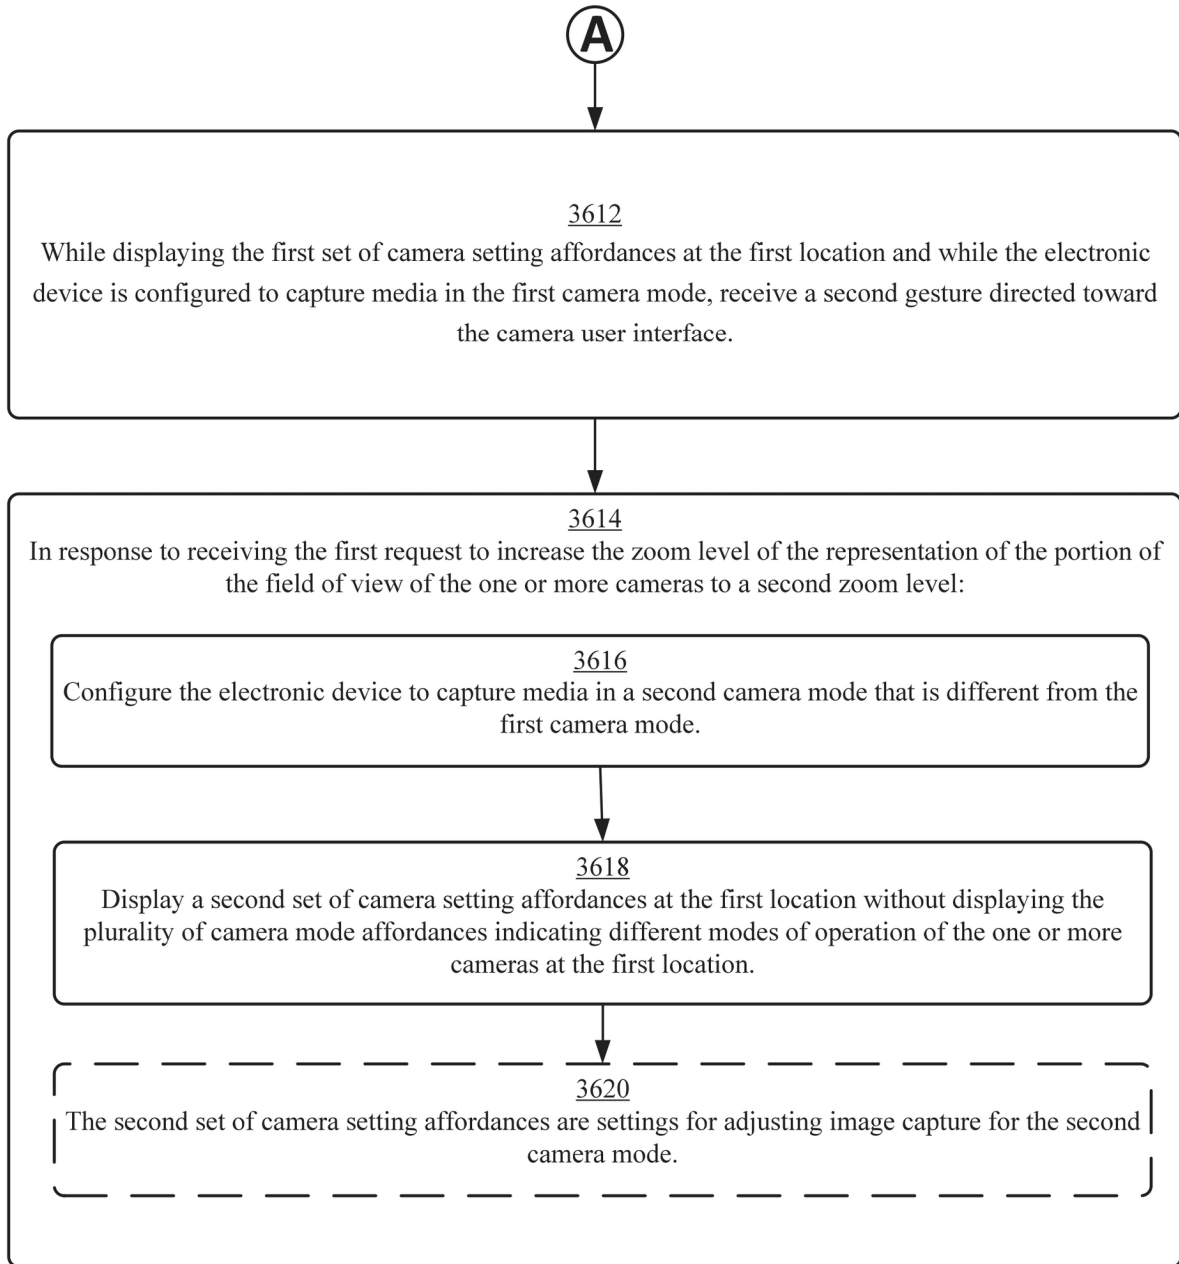 A
3612
While displaying the first set of camera setting affordances at the first location and while the electronic
device is configured to capture media in the first camera mode, receive a second gesture directed toward
the camera user interface.
3614
In response to receiving the first request to increase the zoom level of the representation of the portion of
the field of view of the one or more cameras to a second zoom level:
3616
Configure the electronic device to capture media in a second camera mode that is different from the
first camera mode.
3618
Display a second set of camera setting affordances at the first location without displaying the
plurality of camera mode affordances indicating different modes of operation of the one or more
cameras at the first location.
3620
The second set of camera setting affordances are settings for adjusting image capture for the second
camera mode.